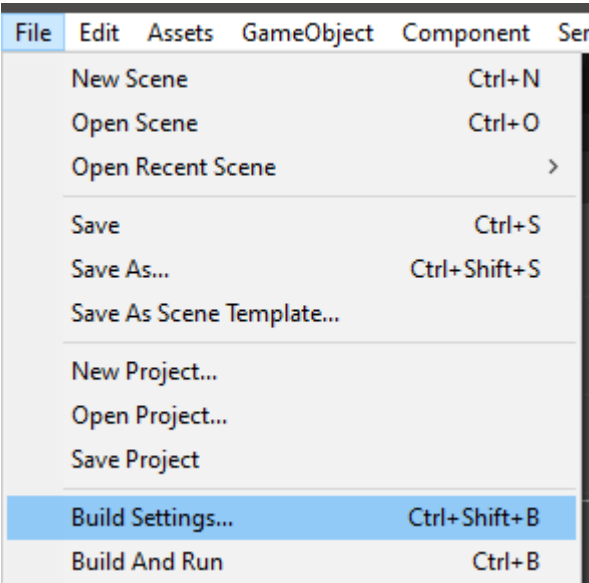 File Edit Assets GameObject Component Ser
New Scene Ctrl+N
Open Scene Ctrl+O
Open Recent Scene >
Save Ctrl+S
Save As... Ctrl+Shift+S
Save As Scene Template...
New Project...
Open Project...
Save Project
Build Settings... Ctrl+Shift+B
Build And Run Ctrl+B